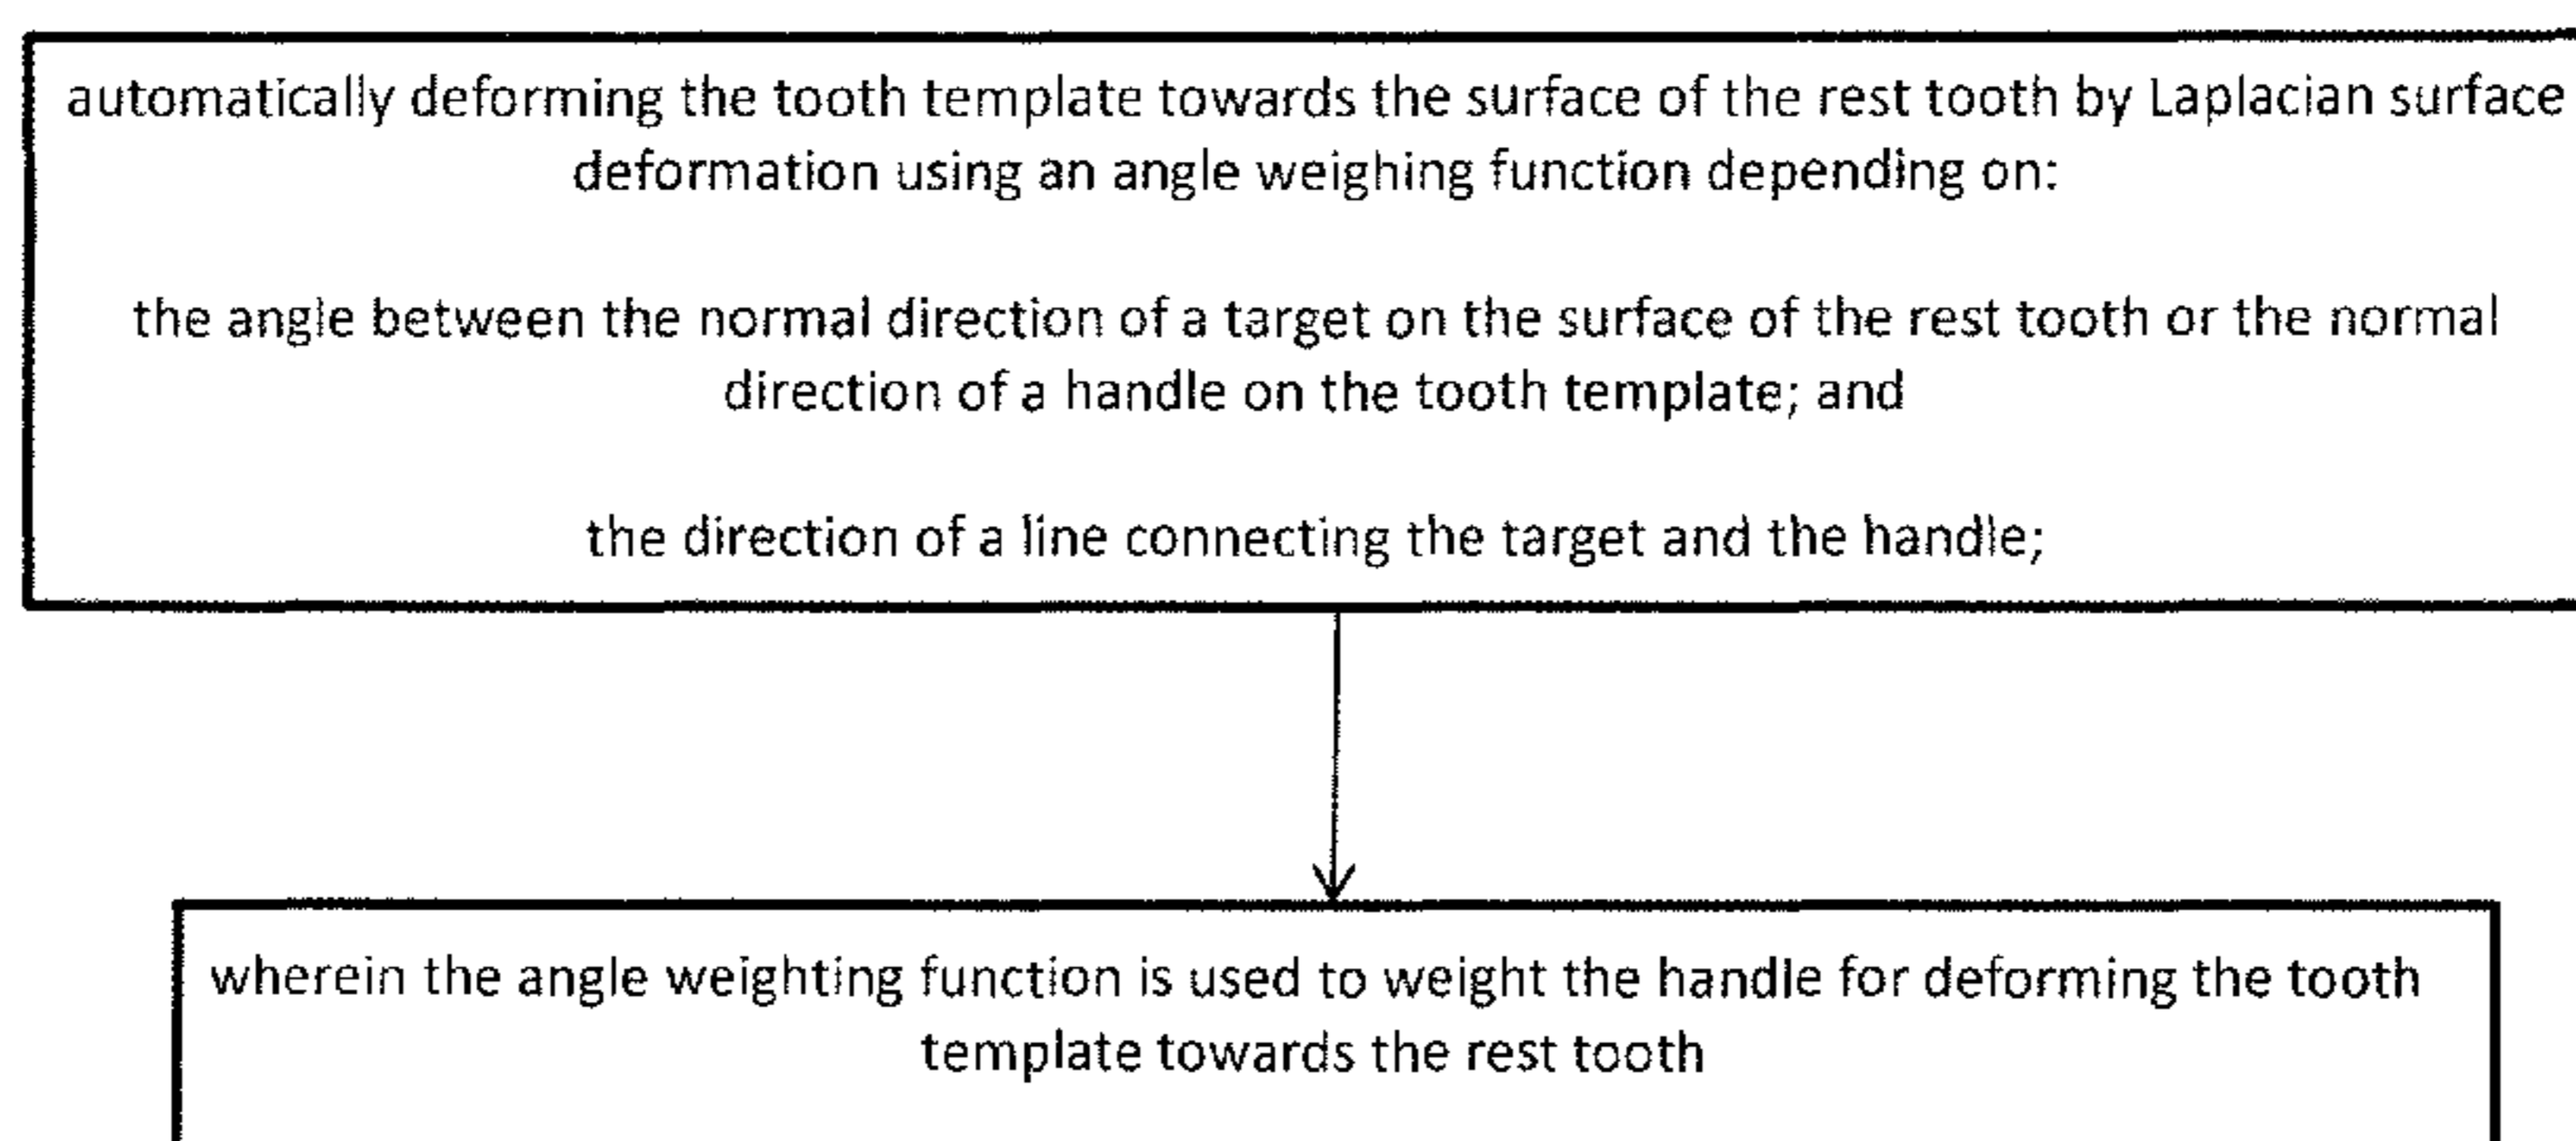 automatically deforming the tooth template towards the surface of the rest tooth by Laplacian surface
deformation using an angle weighing function depending on:
the angle between the normal direction of a target on the surface of the rest tooth or the normal
direction of a handle on the tooth template; and
the direction of a line connecting the target and the handle;
wherein the angle weighting function is used to weight the handle for deforming the tooth
template towards the rest tooth